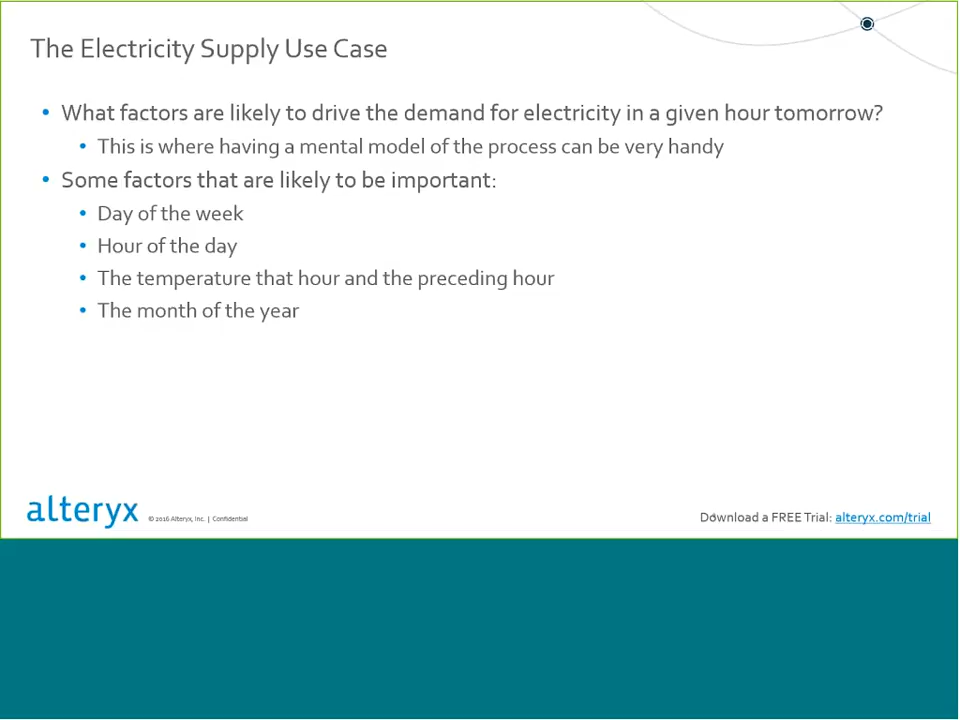 The Electricity Supply Use Case
• What factors are likely to drive the demand for electricity in a given hour tomorrow?
• This is where having a mental model of the process can be very handy
• Some factors that are likely to be important:
• Day of the week
• Hour of the day
• The temperature that hour and the preceding hour
• The month of the year
alteryx © 2016 Alteryx, Inc. | Confidential
Download a FREE Trial: alteryx.com/trial